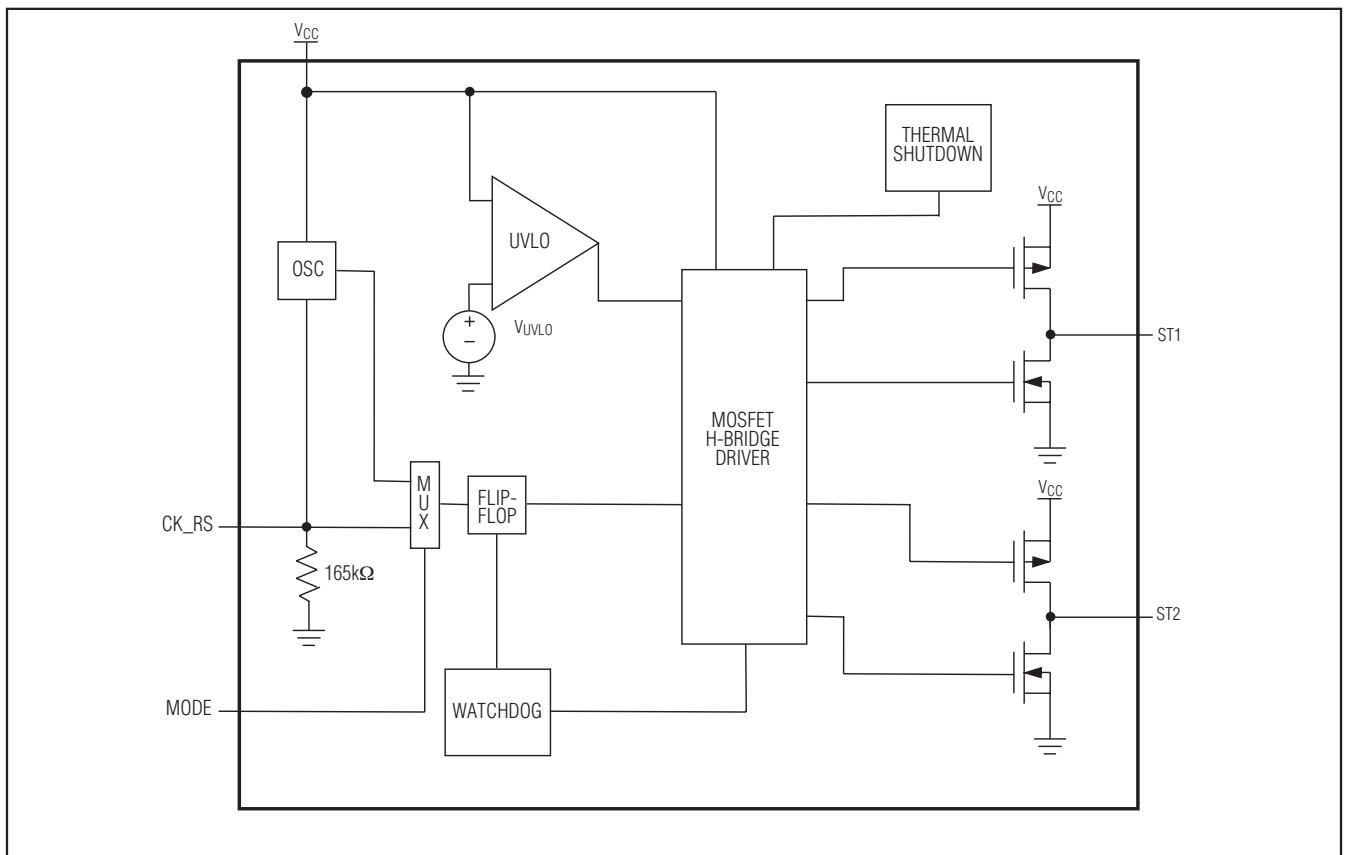 VCC
THERMAL
SHUTDOWN
VCC
UVLO
OSC
+
VUVLO
−
ST1
MOSFET
H-BRIDGE
DRIVER
M
U
X
FLIP-
FLOP
VCC
CK_RS
165kΩ
ST2
MODE
WATCHDOG